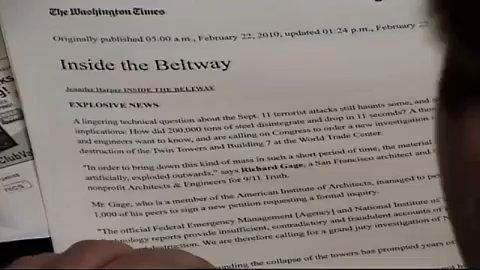 The Washington Times
Originally published 05:00 a.m., February 22, 2010, updated 01:24 p.m., February 22
Inside the Beltway
Jennifer Harper INSIDE THE BELTWAY
EXPLOSIVE NEWS
A lingering technical question about the Sept. 11 terrorist attacks still haunts some, and
implications: How did 200,000 tons of steel disintegrate and drop in 11 seconds? A
and engineers want to know, and are calling on Congress to order a new investigation
destruction of the Twin Towers and Building 7 at the World Trade Center.
"In order to bring down this kind of mass in such a short period of time, the material
artificially, exploded outwards," says Richard Gage, a San Francisco architect and
nonprofit Architects & Engineers for 9/11 Truth.
Mr. Gage, who is a member of the American Institute of Architects, managed to
1,000 of his peers to sign a new petition requesting a formal inquiry.
"The official Federal Emergency Management [Agency] and National Institute of
reports provide insufficient, contradictory and fraudulent accounts of
destruction. We are therefore calling for a grand jury investigation of
the collapse of the towers has prompted years of